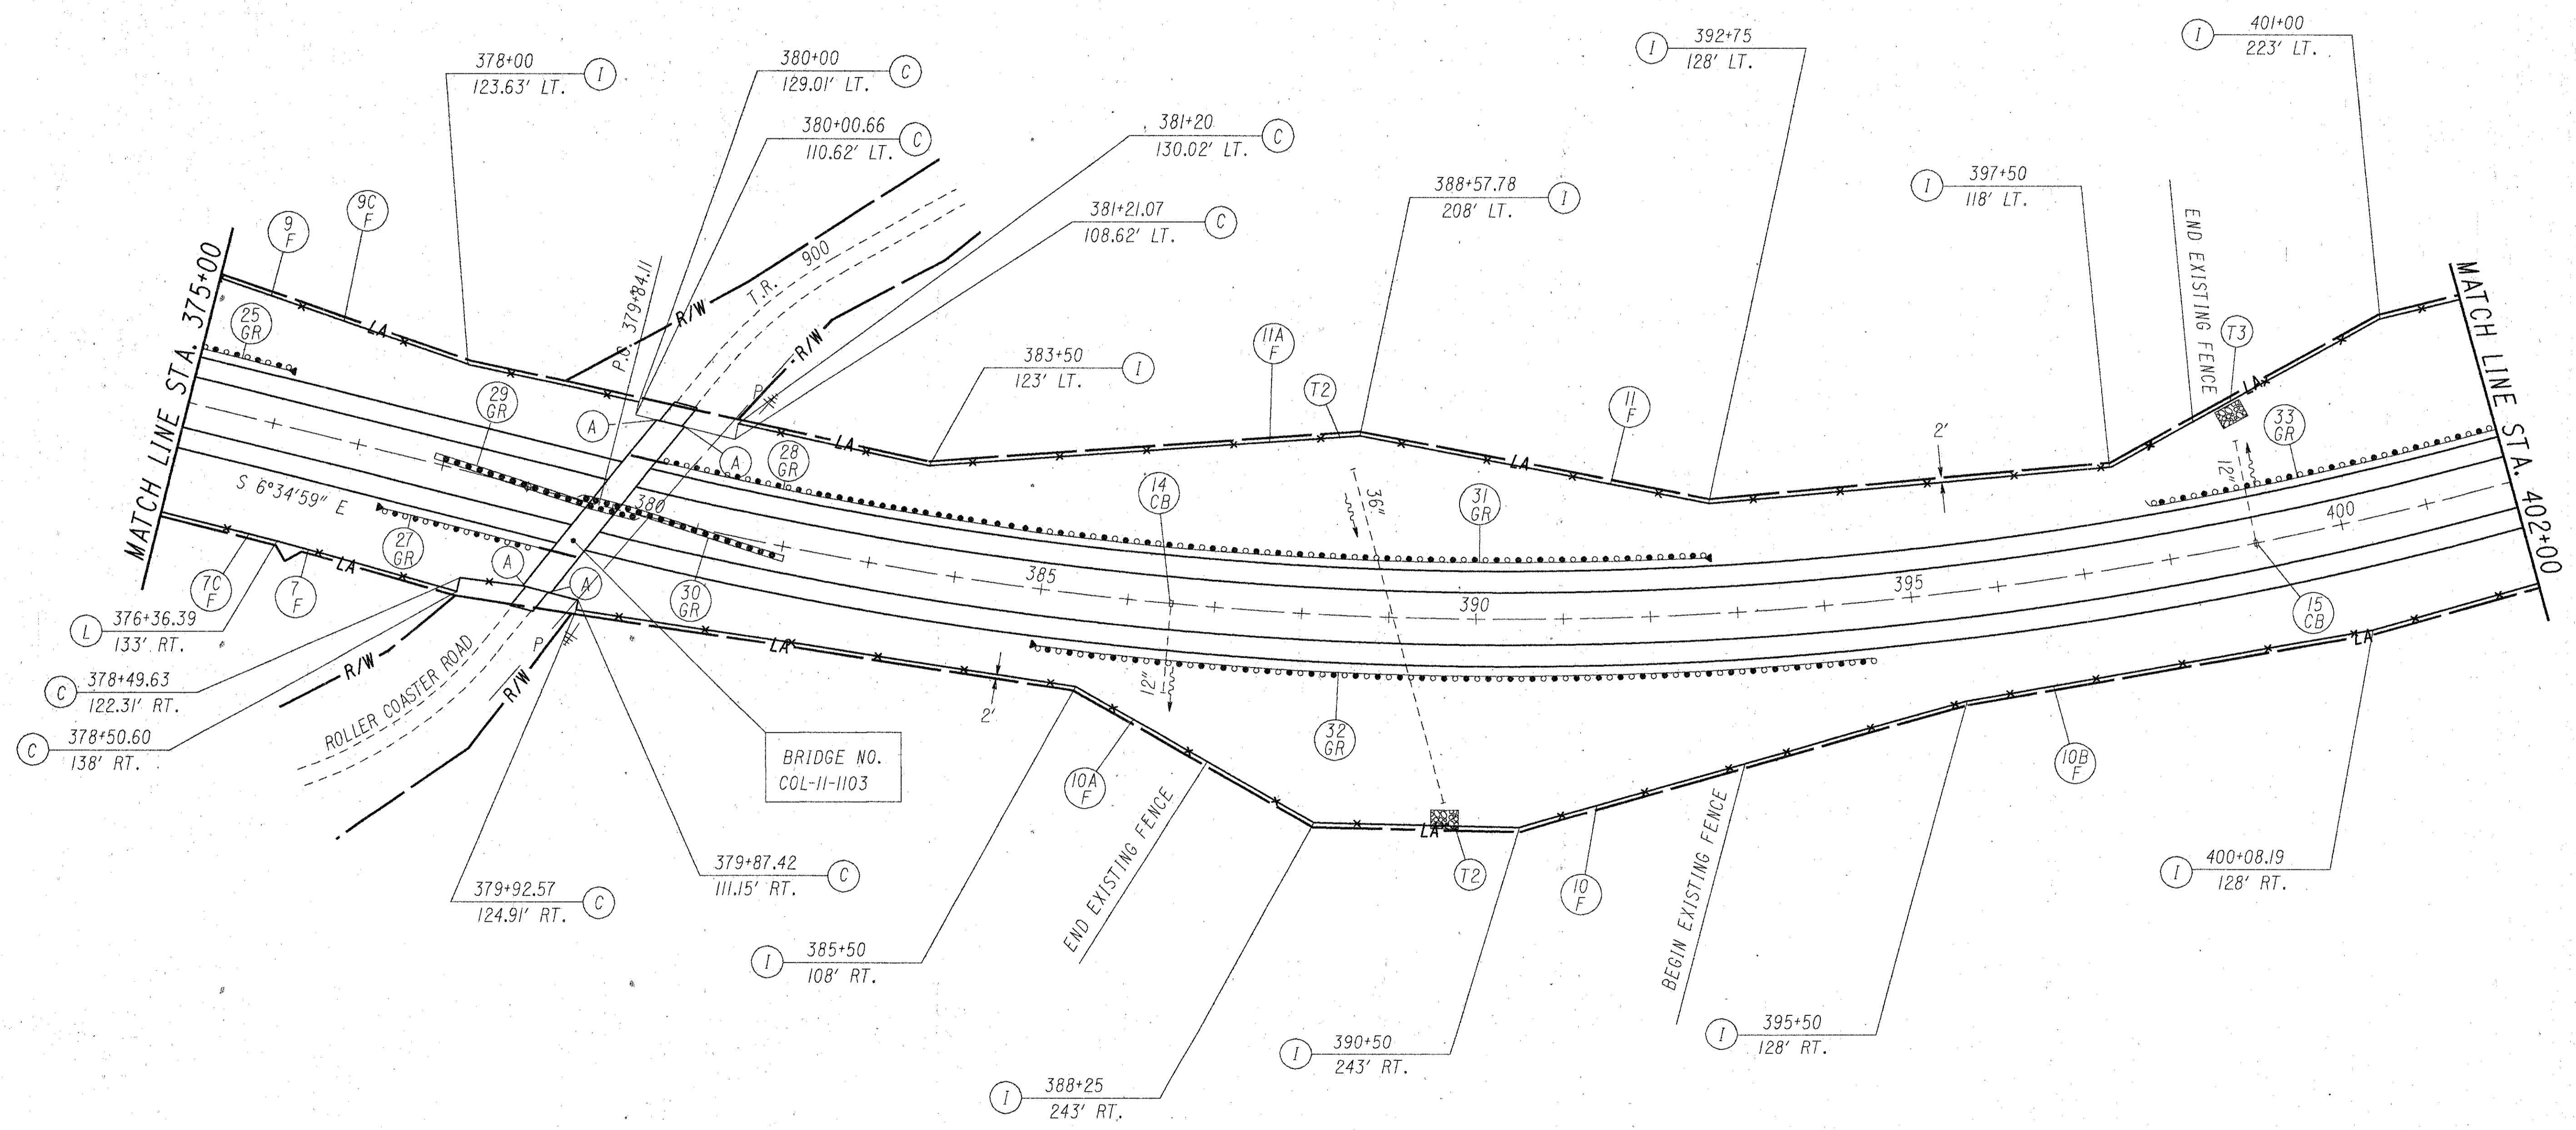 378+00
123.63' LT.
I
380+00
129.01' LT.
C
380+00.66
110.62' LT.
C
381+20
130.02' LT.
C
381+21.07
108.62' LT.
C
388+57.78
208' LT.
I
I
392+75
128' LT.
I
397+50
118' LT.
I
401+00
223' LT.
9
F
9C
F
MATCH LINE STA. 375+00
LA
25
GR
P.C. 379+84.11
R/W
T.R. 900
R/W
P
383+50
123' LT.
I
11A
F
T2
11
F
2'
END EXISTING FENCE
T3
LA
33
GR
MATCH LINE STA. 402+00
29
GR
A
A
28
GR
LA
LA
14
CB
36"
31
GR
12"
S 6°34'59" E
380
385
390
395
400
27
GR
A
A
30
GR
15
CB
7C
F
7
F
LA
LA
LA
L
376+36.39
133' RT.
C
378+49.63
122.31' RT.
C
378+50.60
138' RT.
R/W
ROLLER COASTER ROAD
R/W
P
2'
12"
32
GR
BRIDGE NO.
COL-11-1103
10A
F
END EXISTING FENCE
LA
T2
10
F
BEGIN EXISTING FENCE
10B
F
379+92.57
124.91' RT.
C
379+87.42
111.15' RT.
C
I
385+50
108' RT.
I
388+25
243' RT.
I
390+50
243' RT.
I
395+50
128' RT.
I
400+08.19
128' RT.